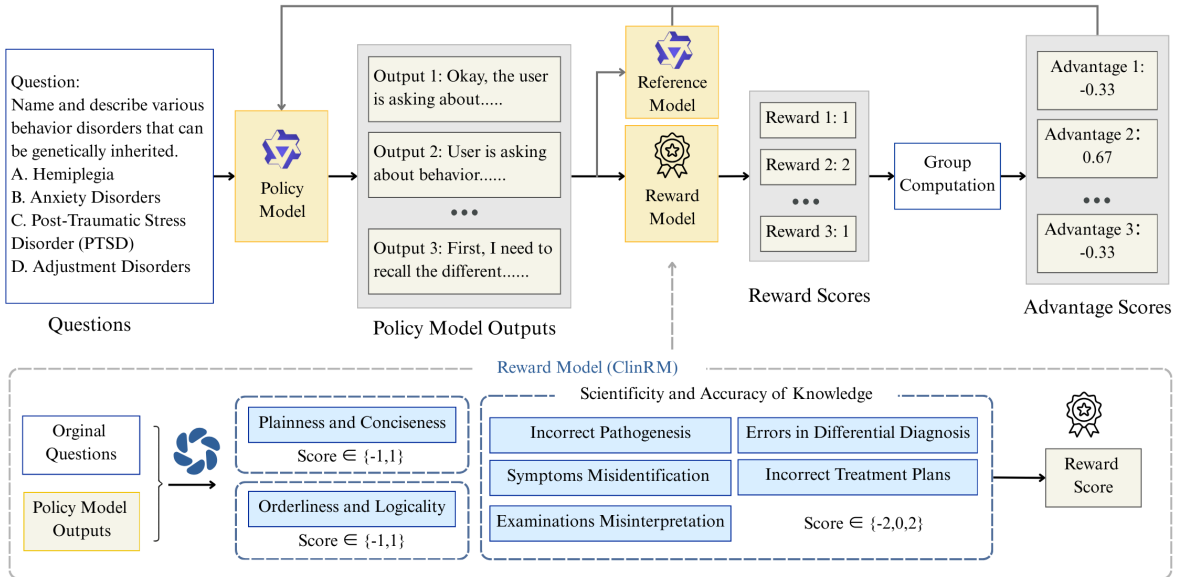 Question:
Name and describe various
behavior disorders that can
be genetically inherited.
A. Hemiplegia
B. Anxiety Disorders
C. Post-Traumatic Stress
Disorder (PTSD)
D. Adjustment Disorders
Questions
Policy
Model
Output 1: Okay, the user
is asking about.....
Output 2: User is asking
about behavior......
•••
Output 3: First, I need to
recall the different......
Policy Model Outputs
Reference
Model
Reward
Model
Reward 1: 1
Reward 2: 2
•••
Reward 3: 1
Reward Scores
Group
Computation
Advantage 1:
-0.33
Advantage 2:
0.67
•••
Advantage 3:
-0.33
Advantage Scores
Reward Model (ClinRM)
Orginal
Questions
Policy Model
Outputs
Plainness and Conciseness
Score ∈ {-1,1}
Orderliness and Logicality
Score ∈ {-1,1}
Scientificity and Accuracy of Knowledge
Incorrect Pathogenesis
Errors in Differential Diagnosis
Symptoms Misidentification
Incorrect Treatment Plans
Examinations Misinterpretation
Score ∈ {-2,0,2}
Reward
Score